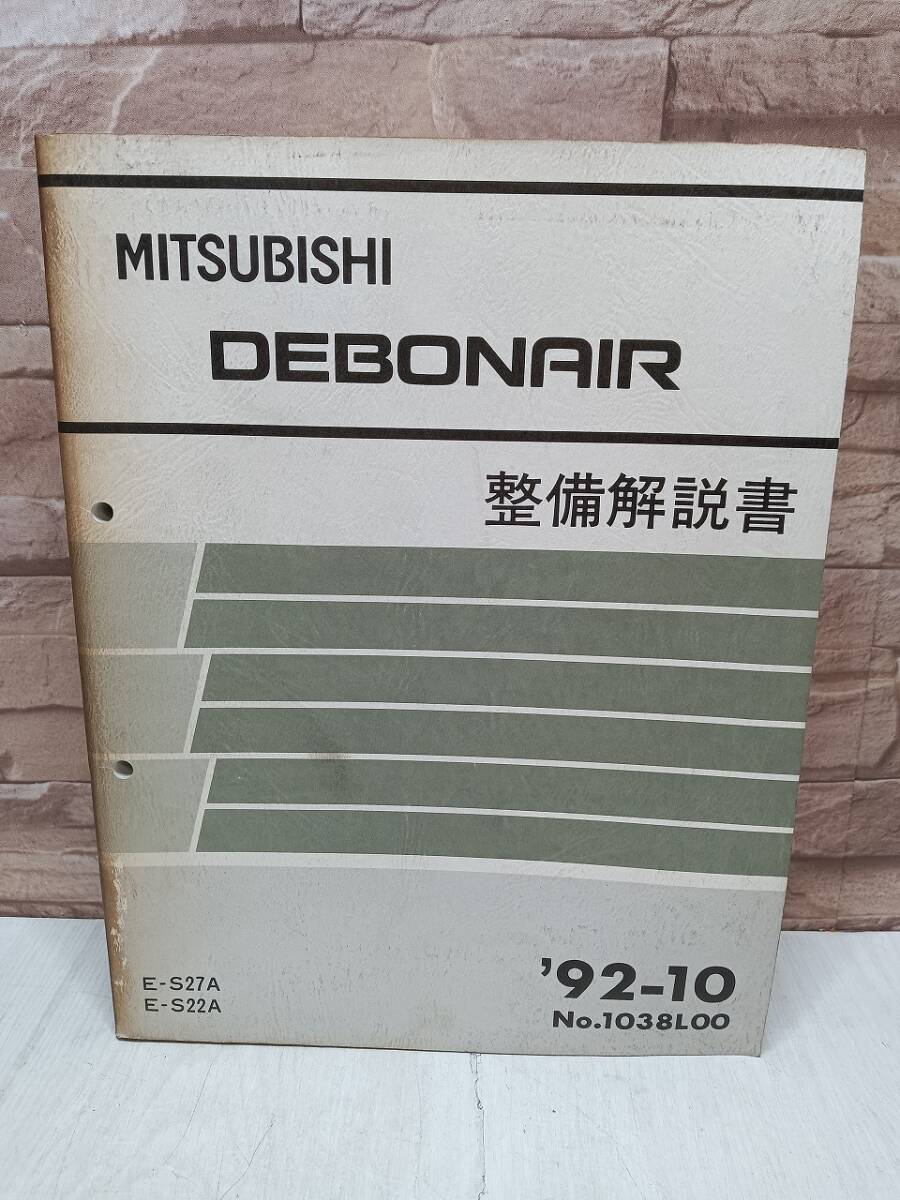 MITSUBISHI
DEBONAIR
整備解説書
E-S27A
E-S22A
'92-10
No.1038L00